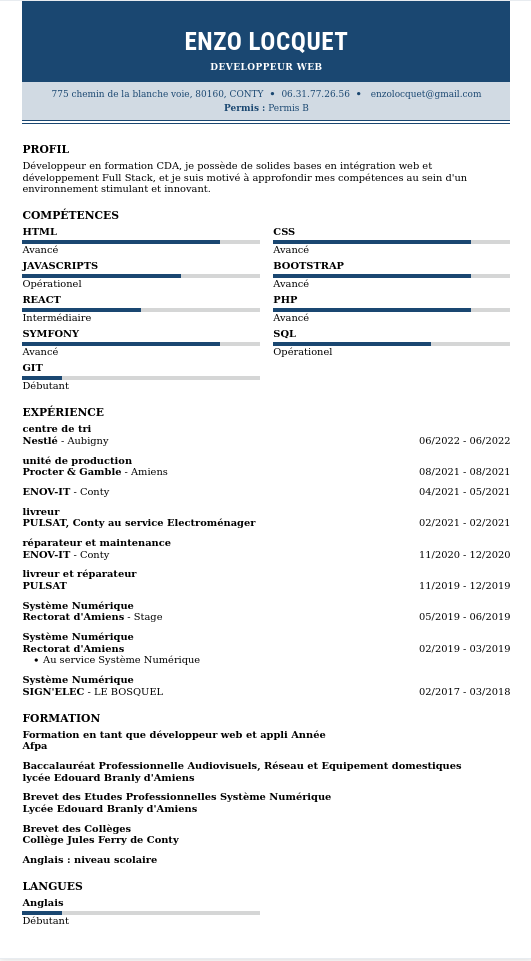 ENZO LOCQUET
DEVELOPPEUR WEB
775 chemin de la blanche voie, 80160, CONTY • 06.31.77.26.56 • enzolocquet@gmail.com
Permis : Permis B
PROFIL
Développeur en formation CDA, je possède de solides bases en intégration web et
développement Full Stack, et je suis motivé à approfondir mes compétences au sein d'un
environnement stimulant et innovant.
COMPÉTENCES
HTML
Avancé
CSS
Avancé
JAVASCRIPTS
Opérationel
BOOTSTRAP
Avancé
REACT
Intermédiaire
PHP
Avancé
SYMFONY
Avancé
SQL
Opérationel
GIT
Débutant
EXPÉRIENCE
centre de tri
Nestlé - Aubigny 06/2022 - 06/2022
unité de production
Procter & Gamble - Amiens 08/2021 - 08/2021
ENOV-IT - Conty 04/2021 - 05/2021
livreur
PULSAT, Conty au service Electroménager 02/2021 - 02/2021
réparateur et maintenance
ENOV-IT - Conty 11/2020 - 12/2020
livreur et réparateur
PULSAT 11/2019 - 12/2019
Système Numérique
Rectorat d'Amiens - Stage 05/2019 - 06/2019
Système Numérique
Rectorat d'Amiens 02/2019 - 03/2019
• Au service Système Numérique
Système Numérique
SIGN'ELEC - LE BOSQUEL 02/2017 - 03/2018
FORMATION
Formation en tant que développeur web et appli Année
Afpa
Baccalauréat Professionnelle Audiovisuels, Réseau et Equipement domestiques
lycée Edouard Branly d'Amiens
Brevet des Etudes Professionnelles Système Numérique
Lycée Edouard Branly d'Amiens
Brevet des Collèges
Collège Jules Ferry de Conty
Anglais : niveau scolaire
LANGUES
Anglais
Débutant